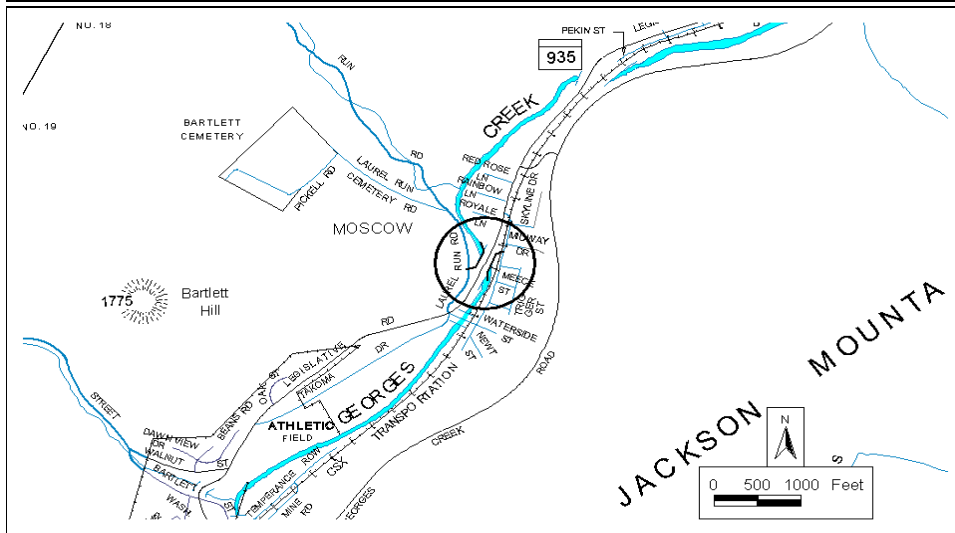 NO. 18
NO. 19
PEKIN ST
935
CREEK
RUN
RD
BARTLETT
CEMETERY
PICKELL RD
LAUREL RUN
CEMETERY RD
RED ROSE
LN
RAINBOW
LN
ROYALE
LN
SKYLINE DR
MOSCOW
MIDWAY
DR
LAUREL RUN RD
ST
WATERSIDE
ST
NEWT
ST
1775
Bartlett
Hill
ROAD
MOUNTA
JACKSON
LEGISLATIVE
RD
TAKOMA
DR
OAK ST
BEANS RD
GEORGES
TRANSPORTATION
CSX
CREEK
GEORGES
ATHLETIC
FIELD
STREET
DAWN VIEW
DR
WALNUT
ST
BARTLETT
ST
WASH
TEMPERANCE ROW
MINE
RD
S
N
0 500 1000 Feet